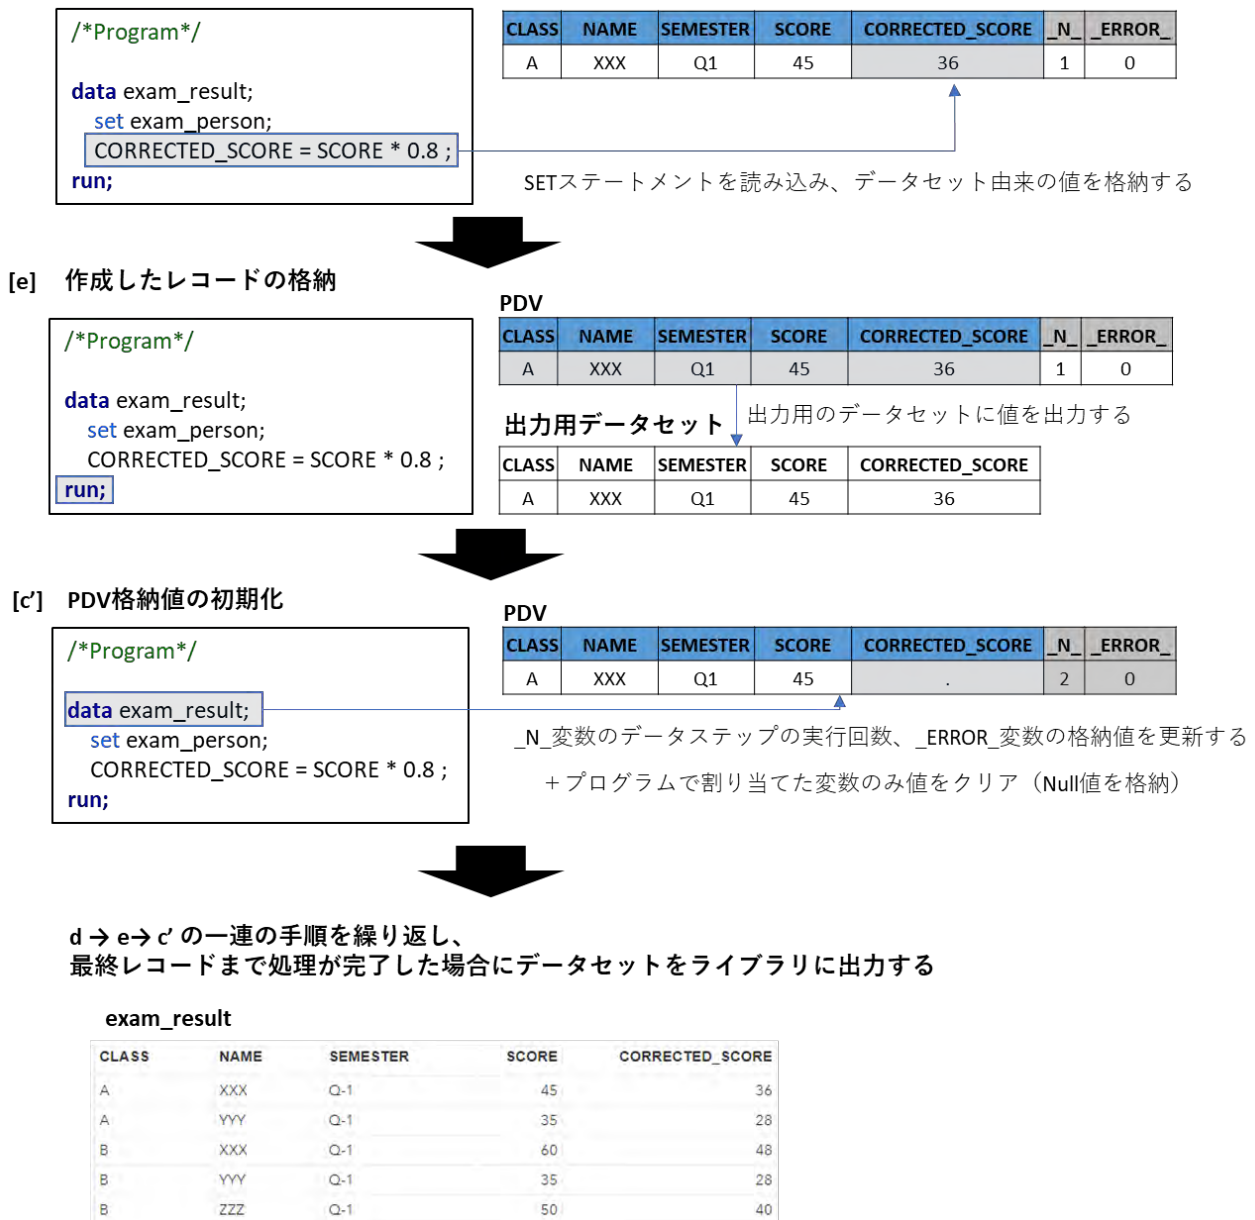 /*Program*/
data exam_result;
set exam_person;
CORRECTED_SCORE = SCORE * 0.8 ;
run;
CLASS NAME SEMESTER SCORE CORRECTED_SCORE _N_ _ERROR_
A XXX Q1 45 36 1 0
SETステートメントを読み込み、データセット由来の値を格納する
[e] 作成したレコードの格納
/*Program*/
data exam_result;
set exam_person;
CORRECTED_SCORE = SCORE * 0.8 ;
run;
PDV
CLASS NAME SEMESTER SCORE CORRECTED_SCORE _N_ _ERROR_
A XXX Q1 45 36 1 0
出力用データセット
出力用のデータセットに値を出力する
CLASS NAME SEMESTER SCORE CORRECTED_SCORE
A XXX Q1 45 36
[c'] PDV格納値の初期化
/*Program*/
data exam_result;
set exam_person;
CORRECTED_SCORE = SCORE * 0.8 ;
run;
PDV
CLASS NAME SEMESTER SCORE CORRECTED_SCORE _N_ _ERROR_
A XXX Q1 45 . 2 0
_N_変数のデータステップの実行回数、_ERROR_変数の格納値を更新する
+プログラムで割り当てた変数のみ値をクリア（Null値を格納）
d → e→ c’ の一連の手順を繰り返し、
最終レコードまで処理が完了した場合にデータセットをライブラリに出力する
exam_result
CLASS NAME SEMESTER SCORE CORRECTED_SCORE
A XXX Q-1 45 36
A YYY Q-1 35 28
B XXX Q-1 60 48
B YYY Q-1 35 28
B ZZZ Q-1 50 40